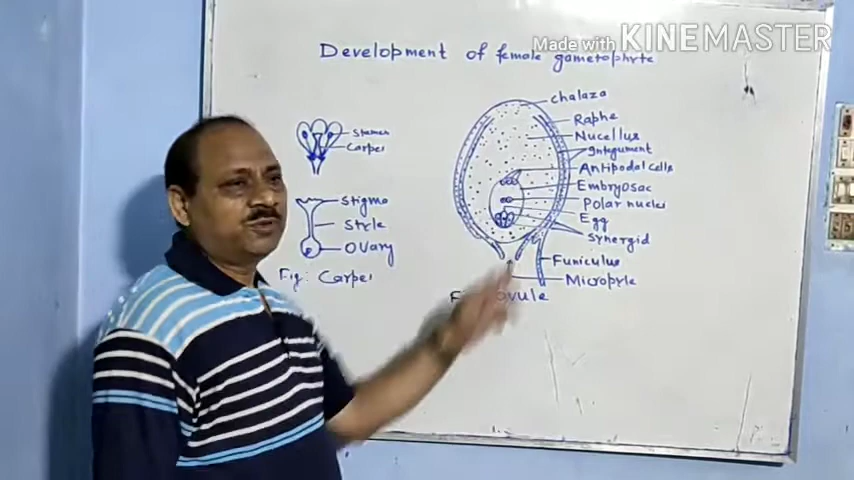 Made with KINEMASTER
Development of female gametophyte
Stamen
Carpel
Stigma
Style
Ovary
Fig: Carpel
Chalaza
Raphe
Nucellus
Integument
Antipodal cells
Embryosac
Polar nuclei
Egg
Synergid
Funiculus
Micropyle
ovule